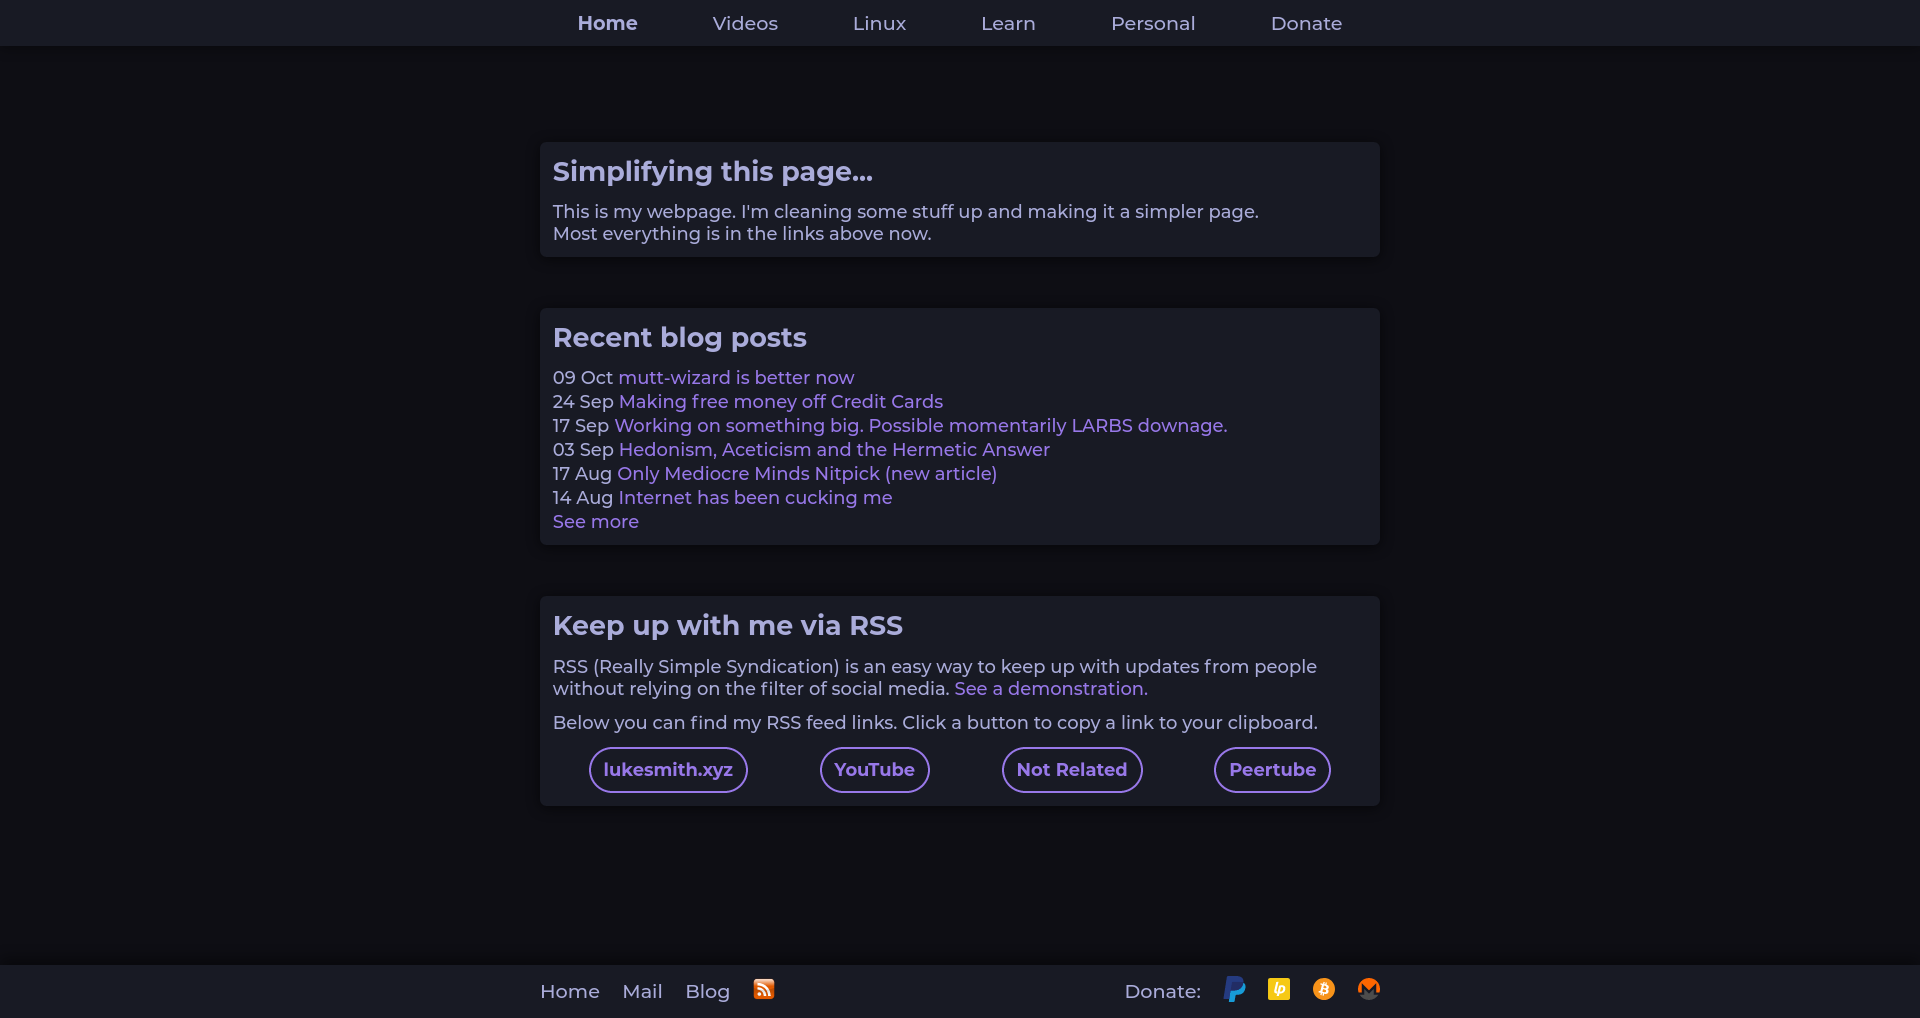 Home Videos Linux Learn Personal Donate
Simplifying this page...
This is my webpage. I'm cleaning some stuff up and making it a simpler page.
Most everything is in the links above now.
Recent blog posts
09 Oct mutt-wizard is better now
24 Sep Making free money off Credit Cards
17 Sep Working on something big. Possible momentarily LARBS downage.
03 Sep Hedonism, Aceticism and the Hermetic Answer
17 Aug Only Mediocre Minds Nitpick (new article)
14 Aug Internet has been cucking me
See more
Keep up with me via RSS
RSS (Really Simple Syndication) is an easy way to keep up with updates from people
without relying on the filter of social media. See a demonstration.
Below you can find my RSS feed links. Click a button to copy a link to your clipboard.
lukesmith.xyz YouTube Not Related Peertube
Home Mail Blog Donate: lp